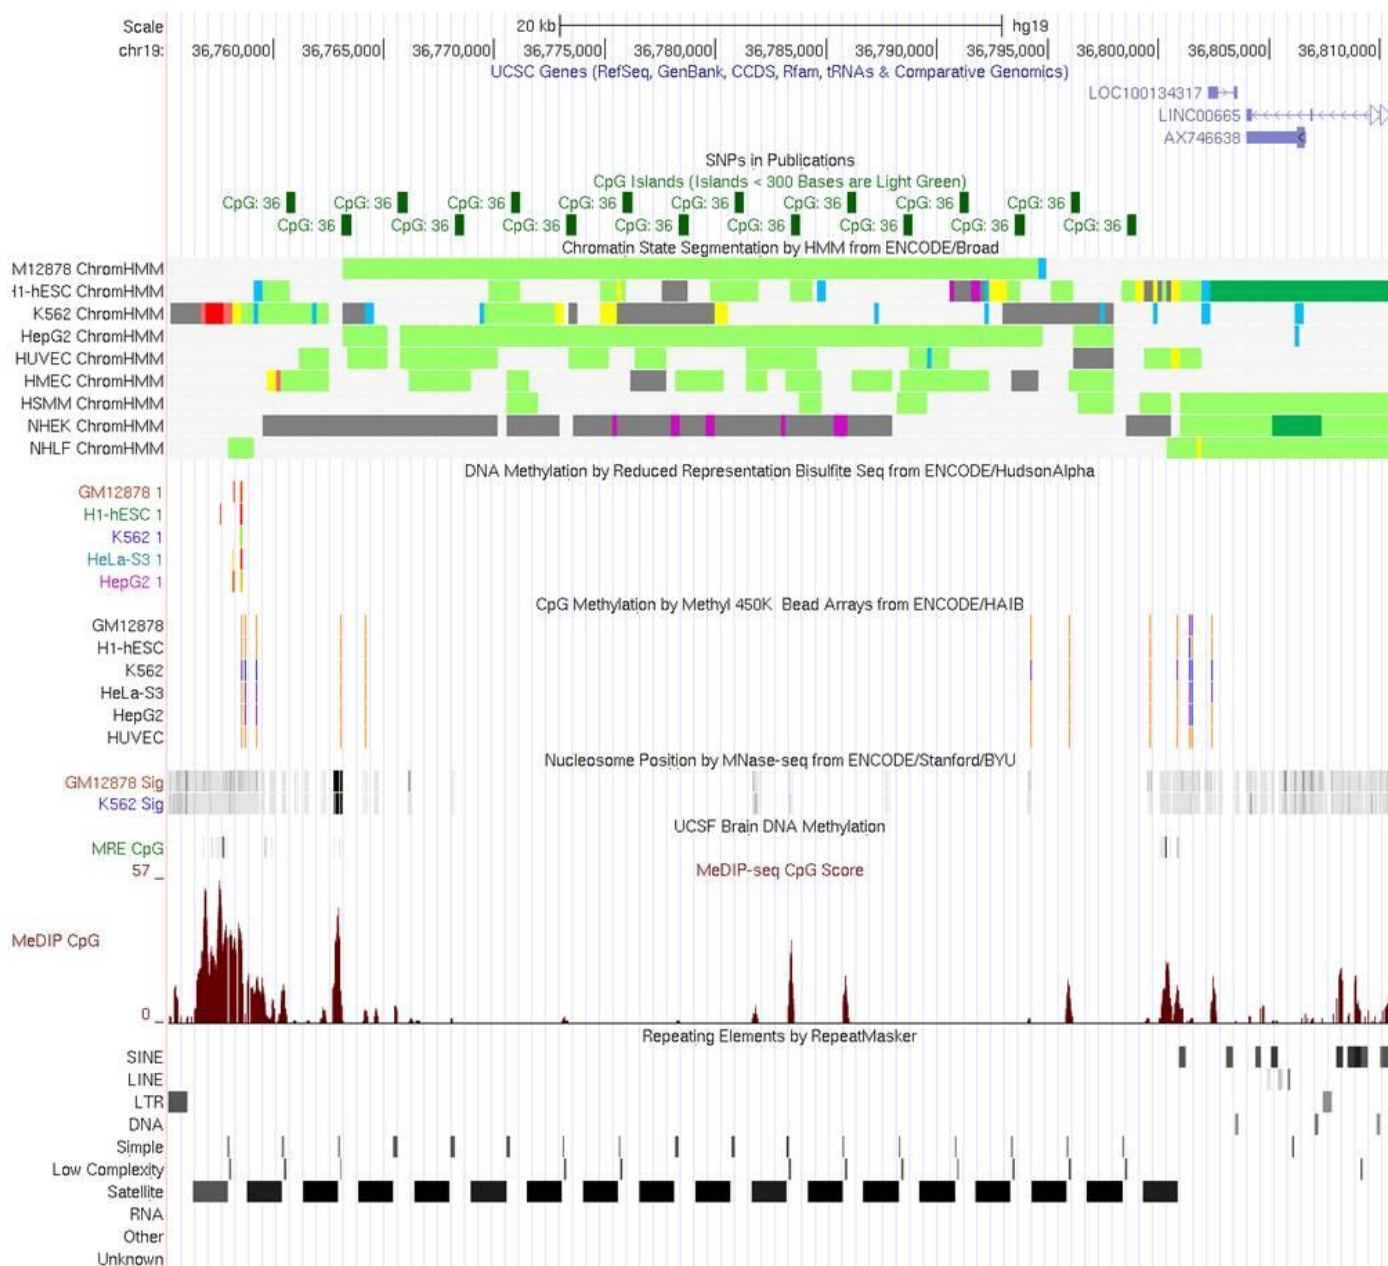 Scale 20 kb hg19
chr19: 36,760,000 36,765,000 36,770,000 36,775,000 36,780,000 36,785,000 36,790,000 36,795,000 36,800,000 36,805,000 36,810,000
UCSC Genes (RefSeq, GenBank, CCDS, Rfam, tRNAs & Comparative Genomics)
LOC100134317
LINC00665
AX746638
SNPs in Publications
CpG Islands (Islands < 300 Bases are Light Green)
CpG: 36 CpG: 36 CpG: 36 CpG: 36 CpG: 36 CpG: 36 CpG: 36 CpG: 36
CpG: 36 CpG: 36 CpG: 36 CpG: 36 CpG: 36 CpG: 36 CpG: 36 CpG: 36
Chromatin State Segmentation by HMM from ENCODE/Broad
M12878 ChromHMM
H1-hESC ChromHMM
K562 ChromHMM
HepG2 ChromHMM
HUVEC ChromHMM
HMEC ChromHMM
HSMM ChromHMM
NHEK ChromHMM
NHLF ChromHMM
DNA Methylation by Reduced Representation Bisulfite Seq from ENCODE/HudsonAlpha
GM12878 1
H1-hESC 1
K562 1
HeLa-S3 1
HepG2 1
CpG Methylation by Methyl 450K Bead Arrays from ENCODE/HAIB
GM12878
H1-hESC
K562
HeLa-S3
HepG2
HUVEC
Nucleosome Position by MNase-seq from ENCODE/Stanford/BYU
GM12878 Sig
K562 Sig
UCSF Brain DNA Methylation
MRE CpG
57
MeDIP-seq CpG Score
MeDIP CpG
0
Repeating Elements by RepeatMasker
SINE
LINE
LTR
DNA
Simple
Low Complexity
Satellite
RNA
Other
Unknown